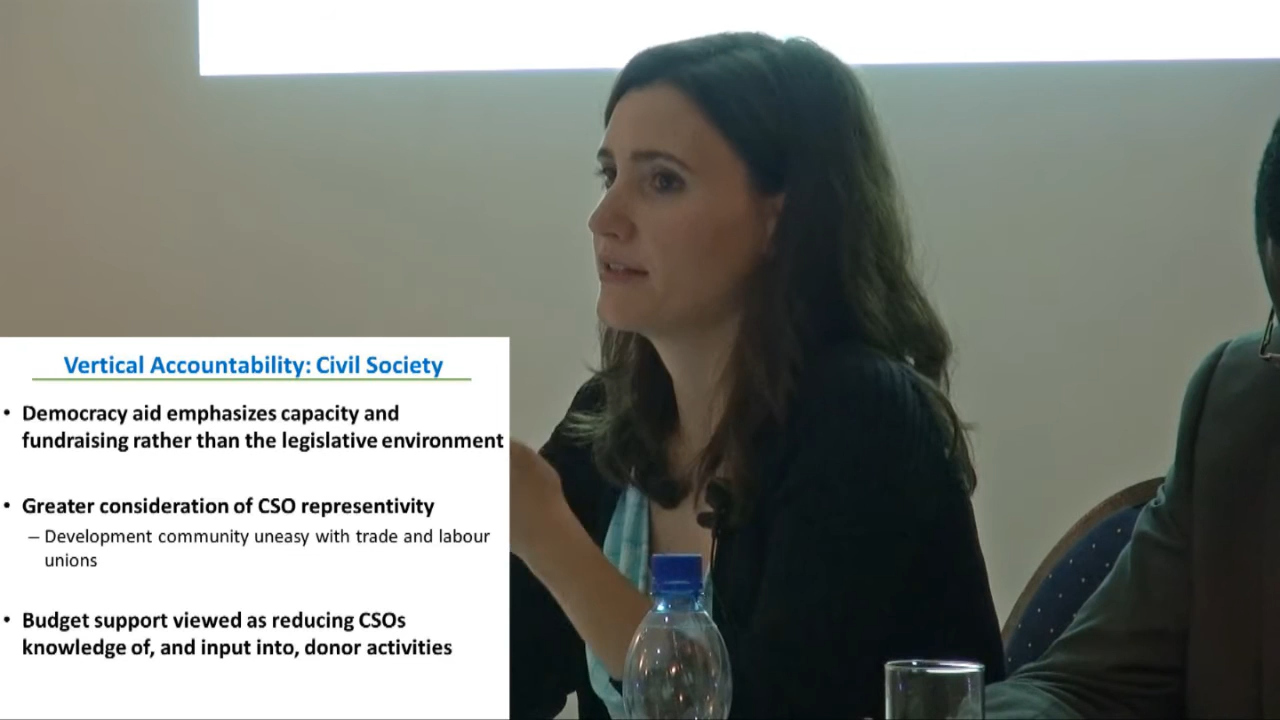 Vertical Accountability: Civil Society
• Democracy aid emphasizes capacity and
fundraising rather than the legislative environment
• Greater consideration of CSO representivity
– Development community uneasy with trade and labour
unions
• Budget support viewed as reducing CSOs
knowledge of, and input into, donor activities